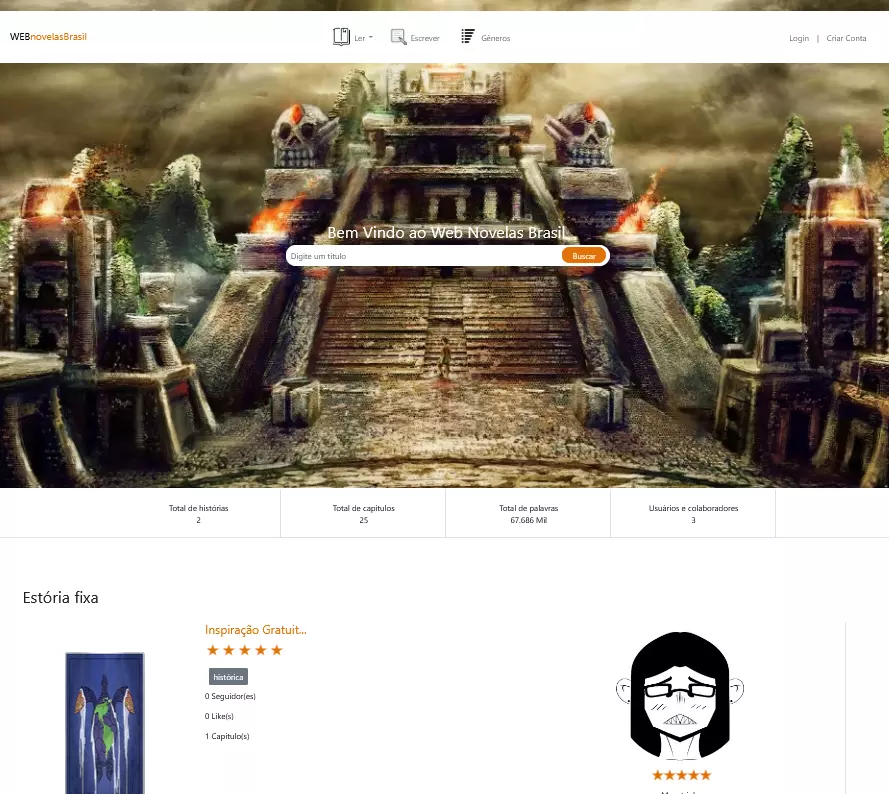 WEBnovelasBrasil
Ler
Escrever
Gêneros
Login | Criar Conta
Bem Vindo ao Web Novelas Brasil
Digite um título
Buscar
Total de histórias
2
Total de capítulos
25
Total de palavras
67.686 Mil
Usuários e colaboradores
3
Estória fixa
Inspiração Gratuit...
histórica
0 Seguidor(es)
0 Like(s)
1 Capitulo(s)